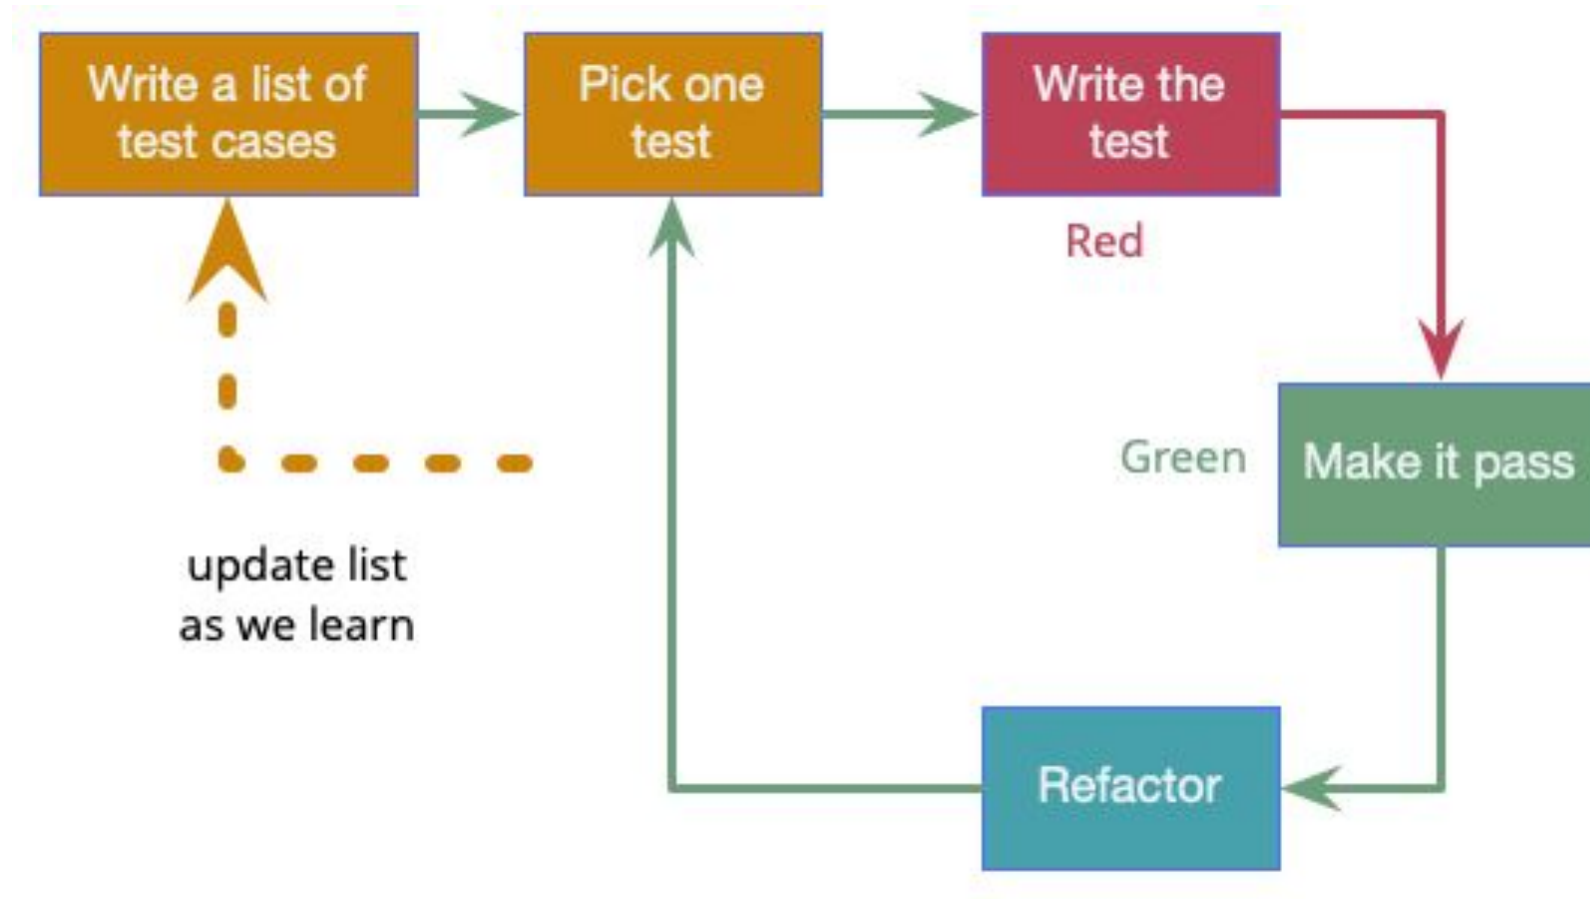 Write a list of
test cases
Pick one
test
Write the
test
Red
Green
Make it pass
update list
as we learn
Refactor